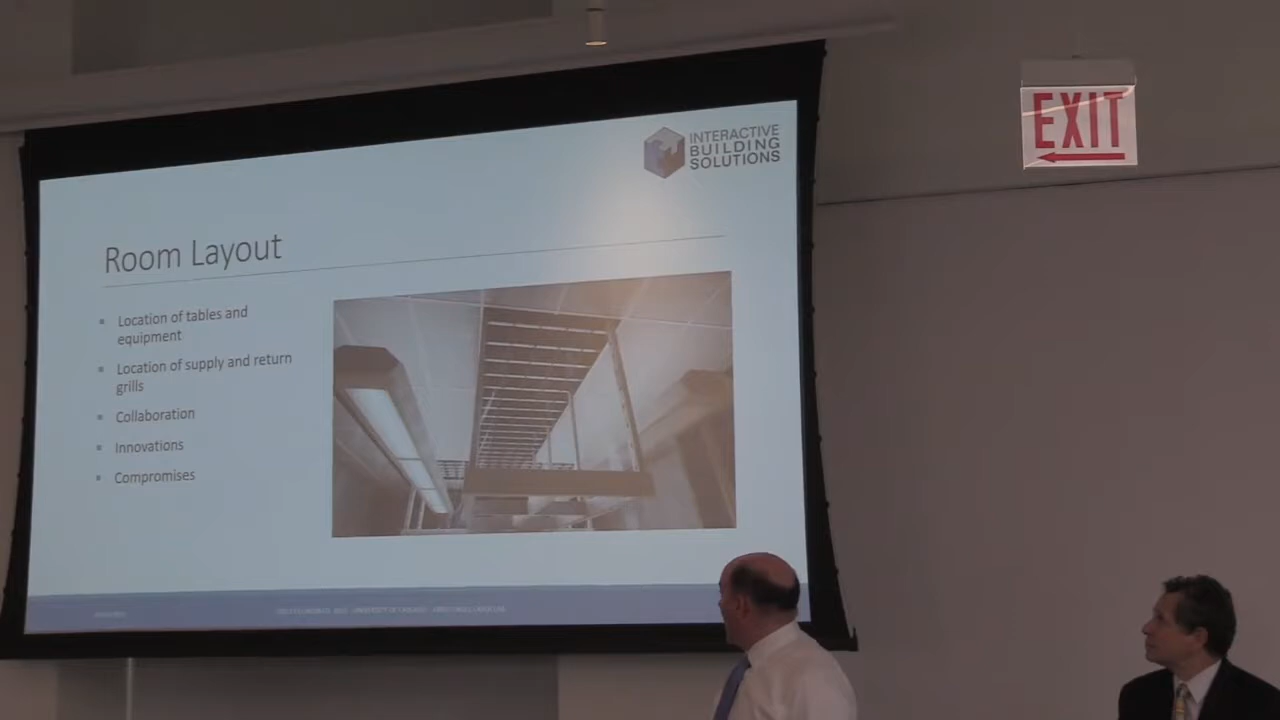 INTERACTIVE
BUILDING
SOLUTIONS
EXIT
Room Layout
Location of tables and
equipment
Location of supply and return
grills
Collaboration
Innovations
Compromises